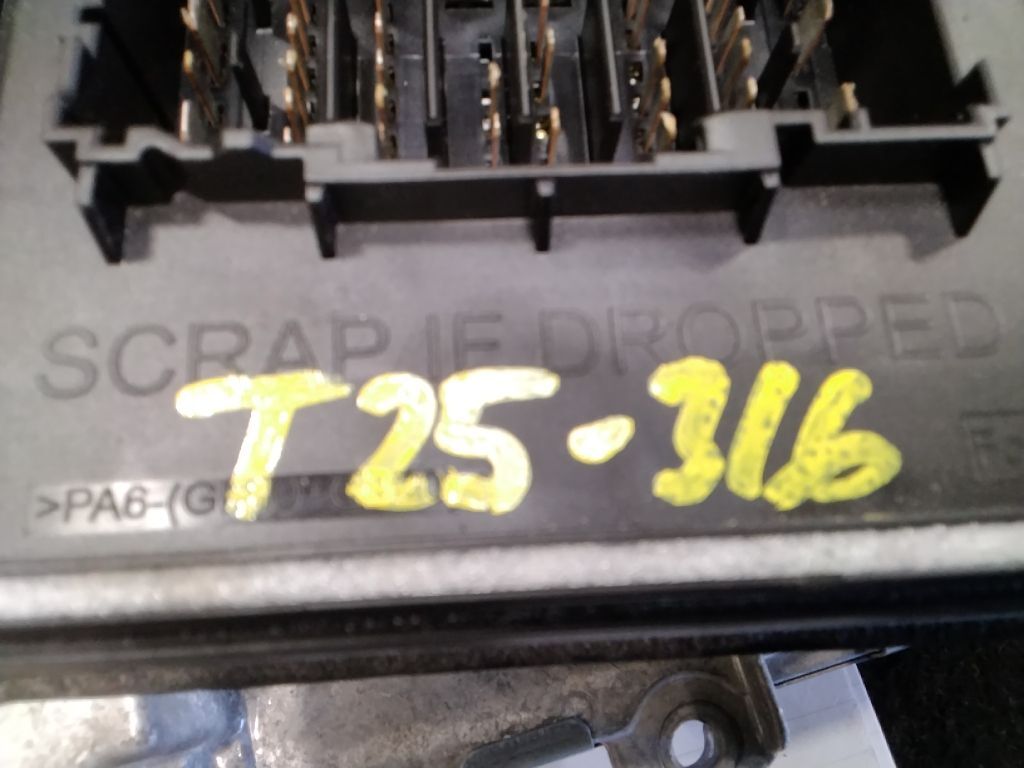 SCRAP IF DROPPED
T25-316
>PA6-(G